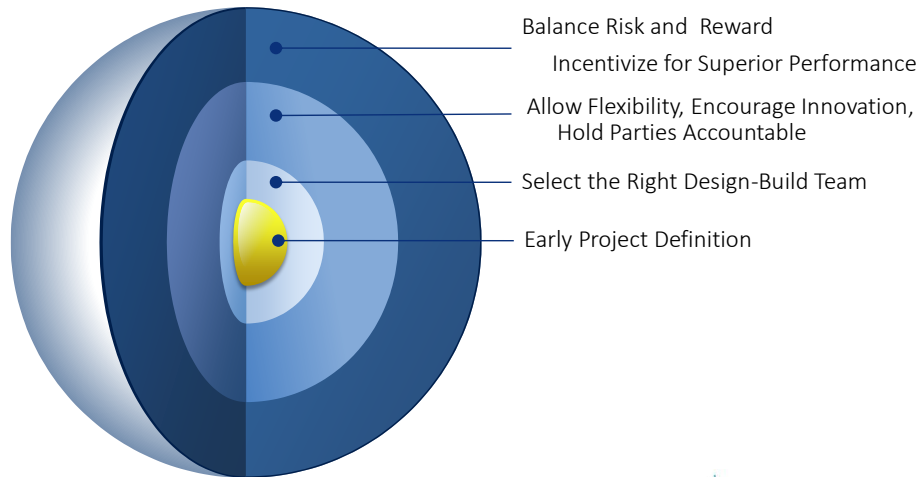 Balance Risk and Reward
Incentivize for Superior Performance
Allow Flexibility, Encourage Innovation,
Hold Parties Accountable
Select the Right Design-Build Team
Early Project Definition